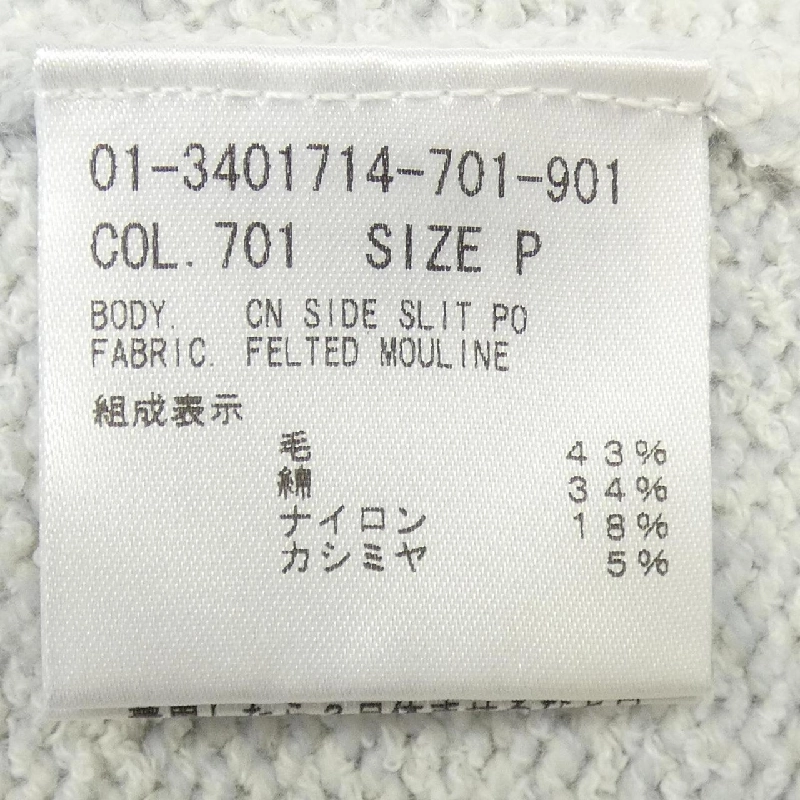 01-3401714-701-901
COL. 701 SIZE P
BODY. CN SIDE SLIT PO
FABRIC. FELTED MOULINE
組成表示
毛 43%
綿 34%
ナイロン 18%
カシミヤ 5%